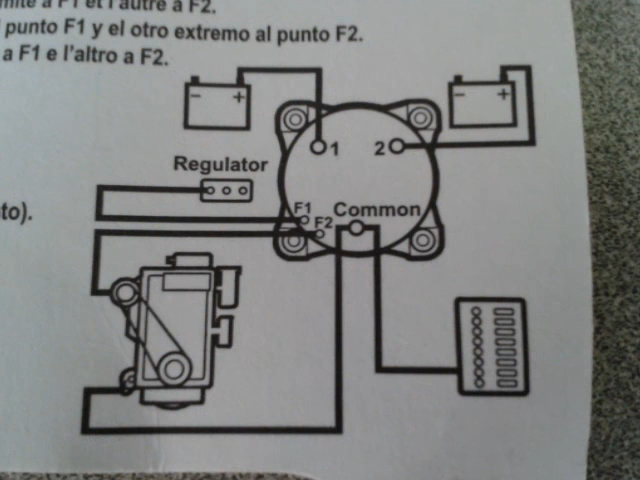 F1 et l'autre à F2.
punto F1 y el otro extremo al punto F2.
a F1 e l'altro a F2.
- +
- +
1 2
Regulator
to).
F1
F2
Common